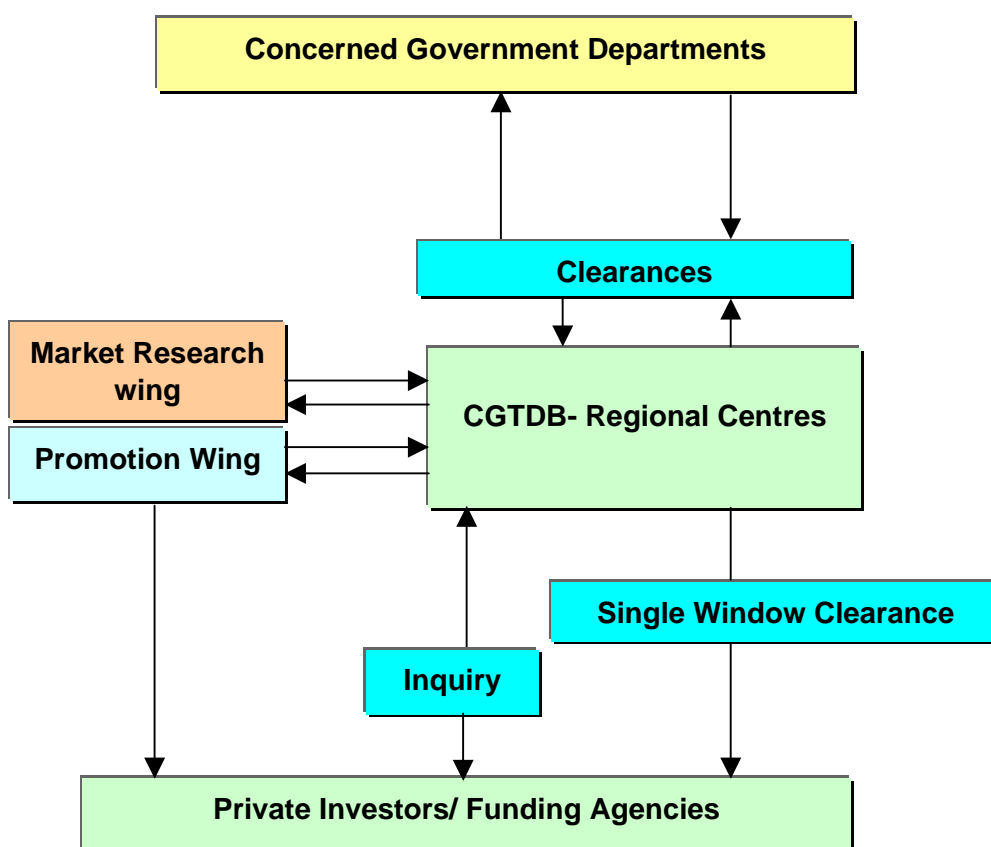 Concerned Government Departments
Clearances
Market Research
wing
CGTDB- Regional Centres
Promotion Wing
Single Window Clearance
Inquiry
Private Investors/ Funding Agencies